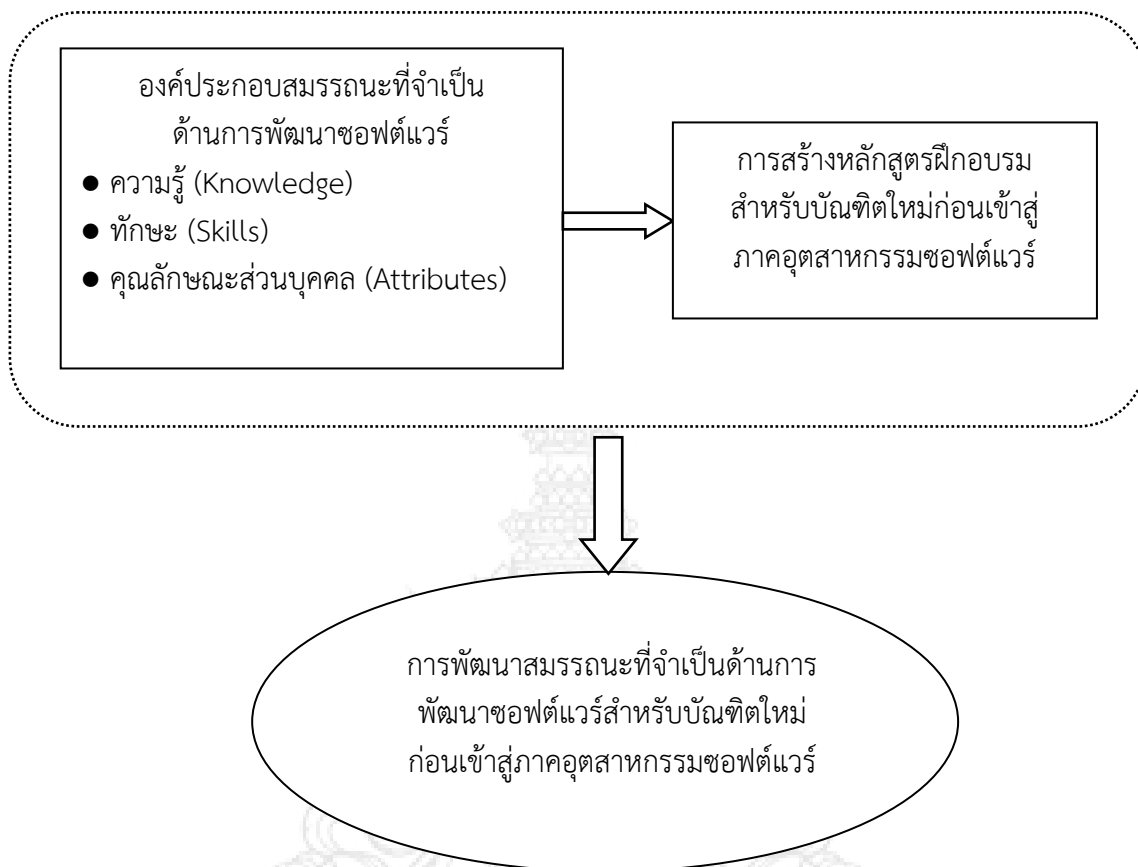 องค์ประกอบสมรรถนะที่จำเป็น
ด้านการพัฒนาซอฟต์แวร์
● ความรู้ (Knowledge)
● ทักษะ (Skills)
● คุณลักษณะส่วนบุคคล (Attributes)
การสร้างหลักสูตรฝึกอบรม
สำหรับบัณฑิตใหม่ก่อนเข้าสู่
ภาคอุตสาหกรรมซอฟต์แวร์
การพัฒนาสมรรถนะที่จำเป็นด้านการ
พัฒนาซอฟต์แวร์สำหรับบัณฑิตใหม่
ก่อนเข้าสู่ภาคอุตสาหกรรมซอฟต์แวร์